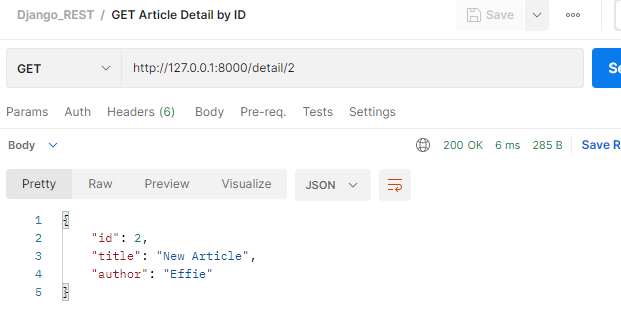 Django_REST / GET Article Detail by ID
Save
GET http://127.0.0.1:8000/detail/2
Params Auth Headers (6) Body Pre-req. Tests Settings
Body 200 OK 6 ms 285 B Save R
Pretty Raw Preview Visualize JSON
1 {
2 "id": 2,
3 "title": "New Article",
4 "author": "Effie"
5 }